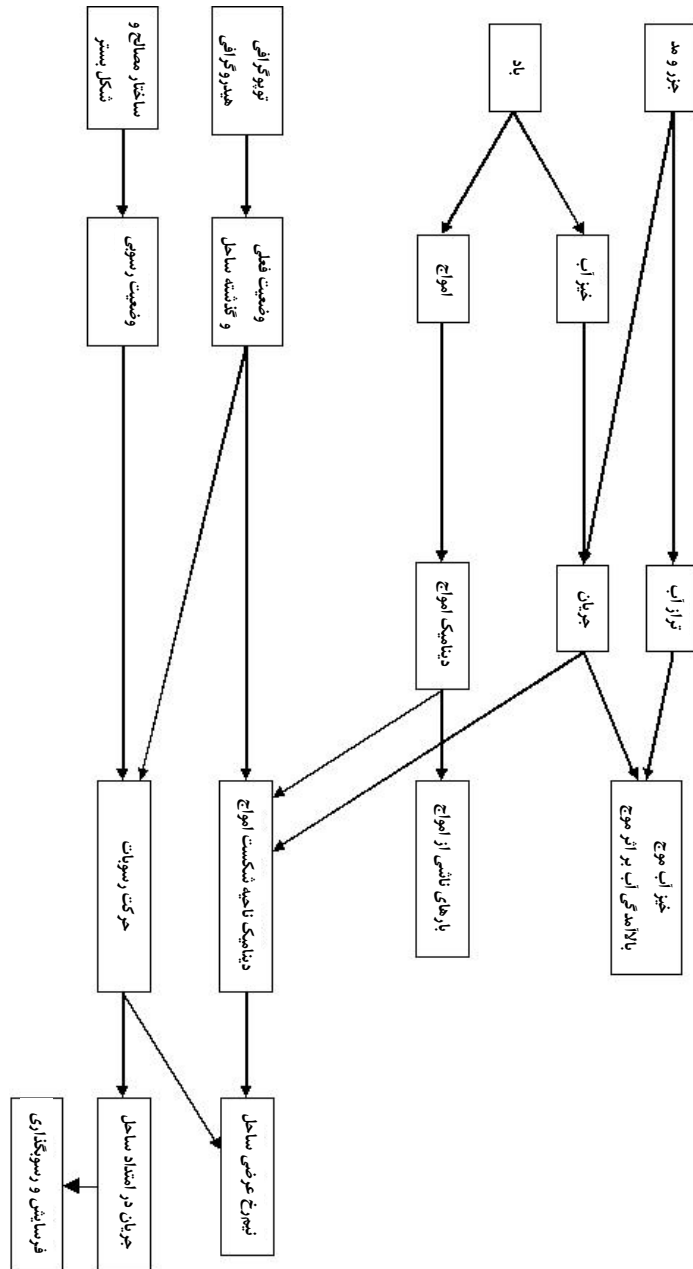 جزر و مد
باد
توپوگرافی
هیدروگرافی
ساختار مصالح و
شکل بستر
خیز آب
امواج
وضعیت فعلی
و گذشته ساحل
وضعیت رسوبی
تراز آب
جریان
دینامیک امواج
خیز آب موج
بالاآمدگی آب بر اثر موج
بارهای ناشی از امواج
دینامیک ناحیه شکست امواج
حرکت رسوبات
نیمرخ عرضی ساحل
جریان در امتداد ساحل
فرسایش و رسوبگذاری